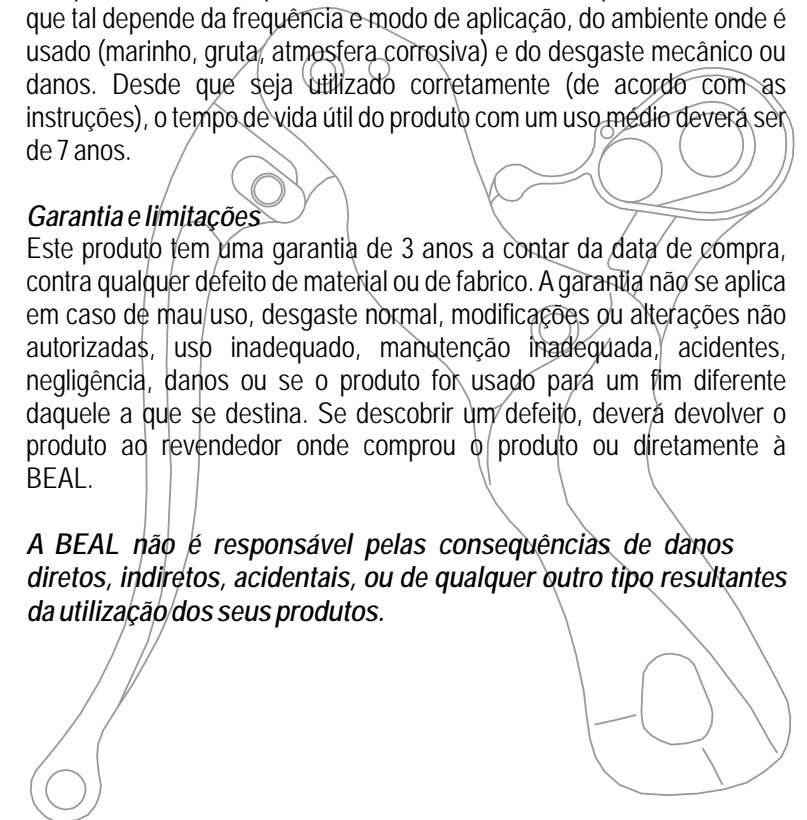 que tal depende da frequência e modo de aplicação, do ambiente onde é
usado (marinho, gruta, atmosfera corrosiva) e do desgaste mecânico ou
danos. Desde que seja utilizado corretamente (de acordo com as
instruções), o tempo de vida útil do produto com um uso médio deverá ser
de 7 anos.
Garantia e limitações
Este produto tem uma garantia de 3 anos a contar da data de compra,
contra qualquer defeito de material ou de fabrico. A garantia não se aplica
em caso de mau uso, desgaste normal, modificações ou alterações não
autorizadas, uso inadequado, manutenção inadequada, acidentes,
negligência, danos ou se o produto for usado para um fim diferente
daquele a que se destina. Se descobrir um defeito, deverá devolver o
produto ao revendedor onde comprou o produto ou diretamente à
BEAL.
A BEAL não é responsável pelas consequências de danos
diretos, indiretos, acidentais, ou de qualquer outro tipo resultantes
da utilização dos seus produtos.